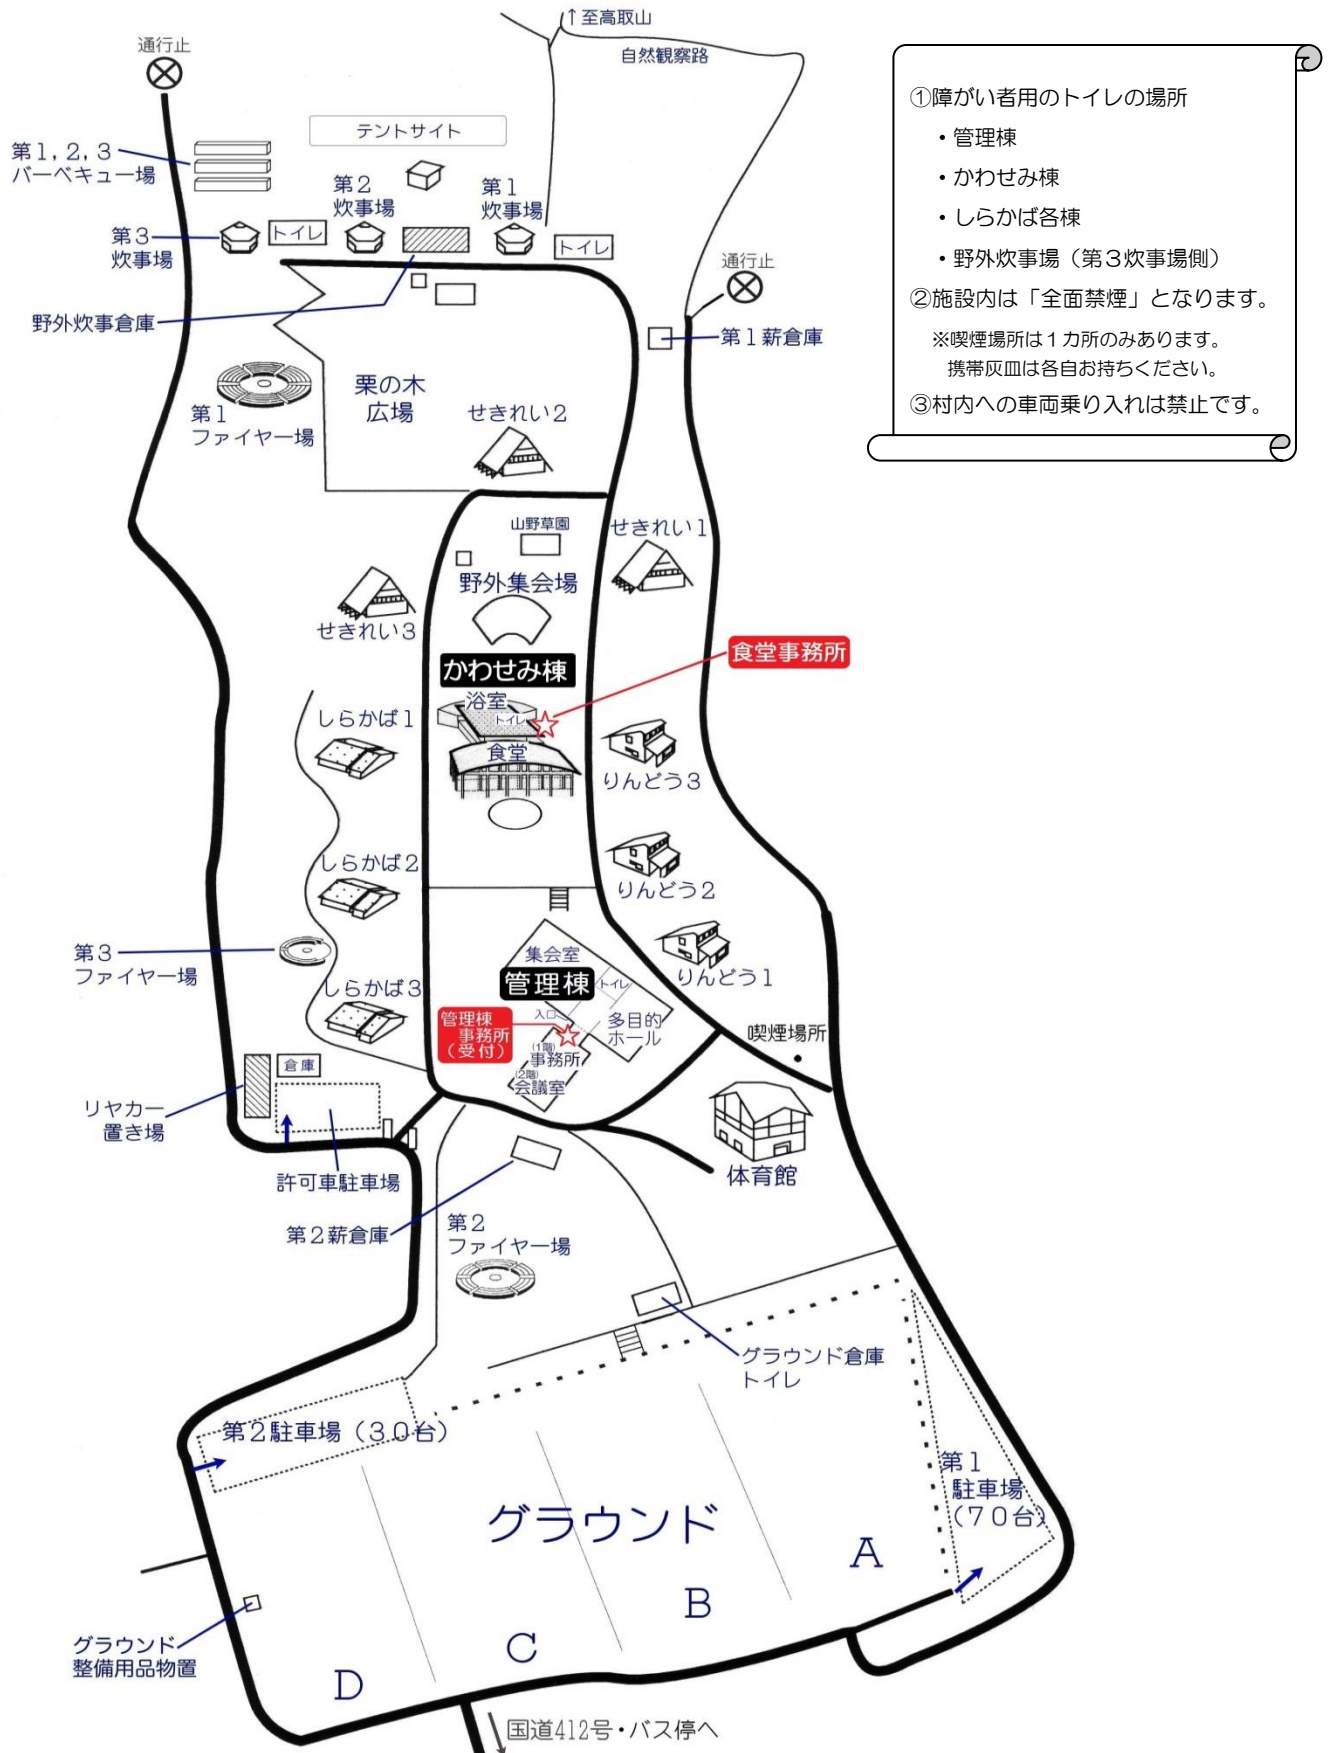 ↑至高取山
自然観察路
通行止
テントサイト
第１,２,３
バーベキュー場
第２
炊事場
第１
炊事場
第３
炊事場
トイレ
トイレ
通行止
野外炊事倉庫
第１薪倉庫
栗の木
広場
第１
ファイヤー場
せきれい２
山野草園
せきれい１
野外集会場
せきれい３
かわせみ棟
食堂事務所
浴室
トイレ
しらかば１
食堂
りんどう３
しらかば２
りんどう２
第３
ファイヤー場
集会室
りんどう１
管理棟
トイレ
しらかば３
入口
管理棟
事務所
（受付）
多目的
ホール
(1階)
事務所
(2階)
会議室
喫煙場所
倉庫
リヤカー
置き場
許可車駐車場
体育館
第２薪倉庫
第２
ファイヤー場
グラウンド倉庫
トイレ
第２駐車場（３０台）
第１
駐車場
（７０台）
グラウンド
A
B
C
D
グラウンド
整備用品物置
国道412号・バス停へ
①障がい者用のトイレの場所
・管理棟
・かわせみ棟
・しらかば各棟
・野外炊事場（第３炊事場側）
②施設内は「全面禁煙」となります。
※喫煙場所は１カ所のみあります。
携帯灰皿は各自お持ちください。
③村内への車両乗り入れは禁止です。